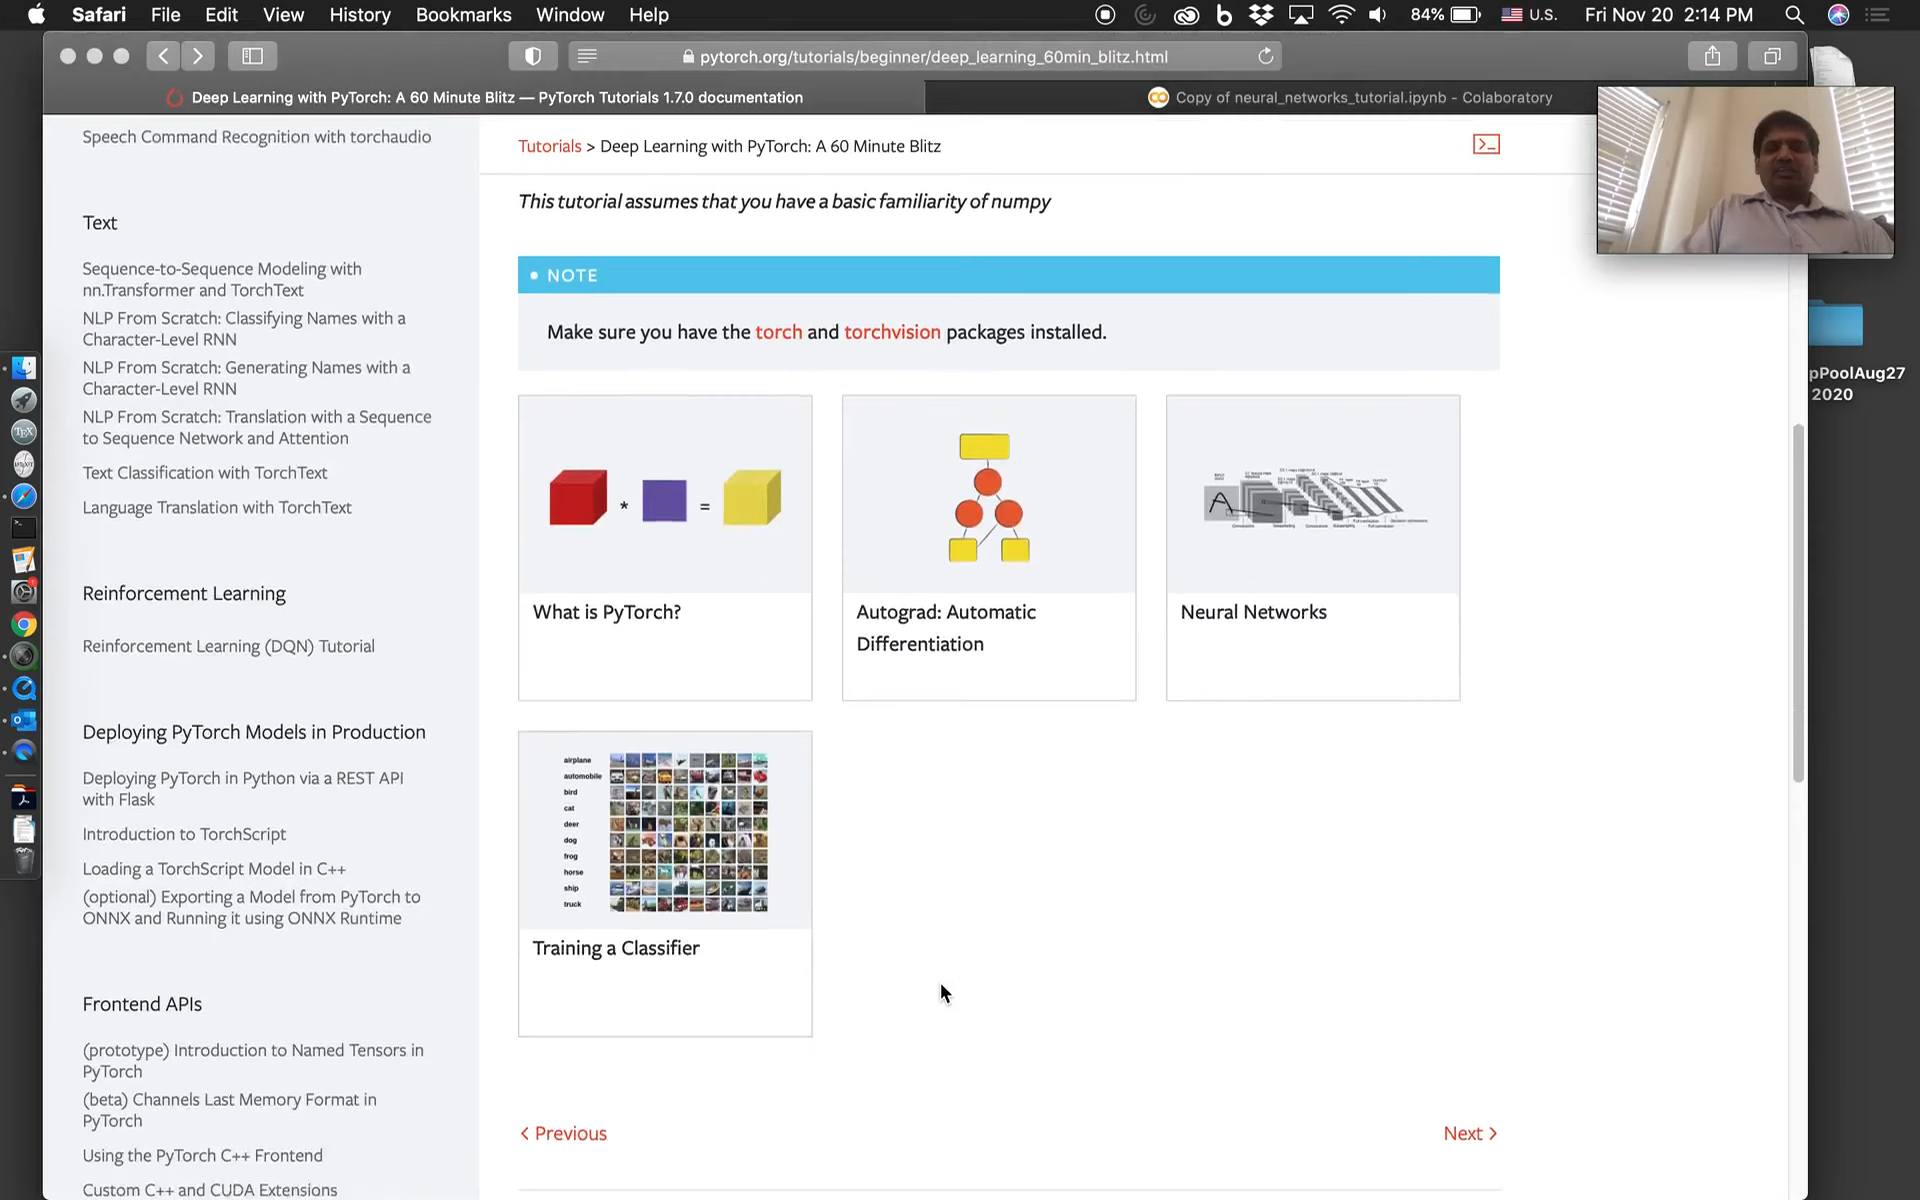 Safari File Edit View History Bookmarks Window Help 84% U.S. Fri Nov 20 2:14 PM
pytorch.org/tutorials/beginner/deep_learning_60min_blitz.html
Deep Learning with PyTorch: A 60 Minute Blitz — PyTorch Tutorials 1.7.0 documentation
Copy of neural_networks_tutorial.ipynb - Colaboratory
Speech Command Recognition with torchaudio
Text
Sequence-to-Sequence Modeling with
nn.Transformer and TorchText
NLP From Scratch: Classifying Names with a
Character-Level RNN
NLP From Scratch: Generating Names with a
Character-Level RNN
NLP From Scratch: Translation with a Sequence
to Sequence Network and Attention
Text Classification with TorchText
Language Translation with TorchText
Reinforcement Learning
Reinforcement Learning (DQN) Tutorial
Deploying PyTorch Models in Production
Deploying PyTorch in Python via a REST API
with Flask
Introduction to TorchScript
Loading a TorchScript Model in C++
(optional) Exporting a Model from PyTorch to
ONNX and Running it using ONNX Runtime
Frontend APIs
(prototype) Introduction to Named Tensors in
PyTorch
(beta) Channels Last Memory Format in
PyTorch
Using the PyTorch C++ Frontend
Custom C++ and CUDA Extensions
Tutorials > Deep Learning with PyTorch: A 60 Minute Blitz
This tutorial assumes that you have a basic familiarity of numpy
NOTE
Make sure you have the torch and torchvision packages installed.
* =
What is PyTorch?
Autograd: Automatic
Differentiation
A
Neural Networks
airplane
automobile
bird
cat
deer
dog
frog
horse
ship
truck
Training a Classifier
< Previous
Next >
pPoolAug27
2020